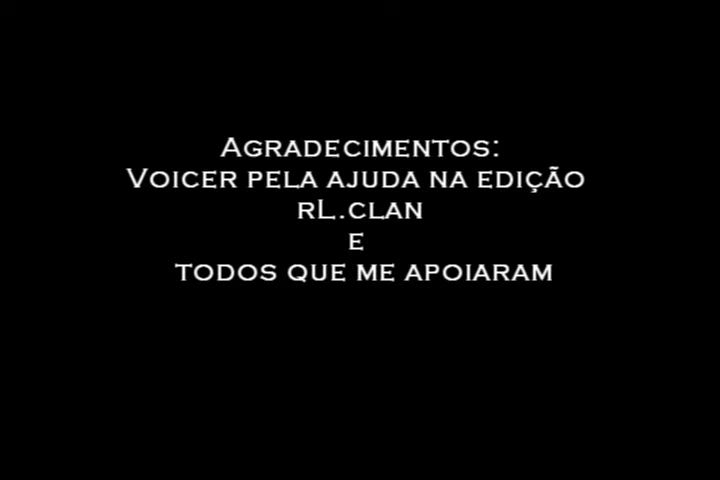 Agradecimentos:
Voicer pela ajuda na edição
rL.clan
e
todos que me apoiaram